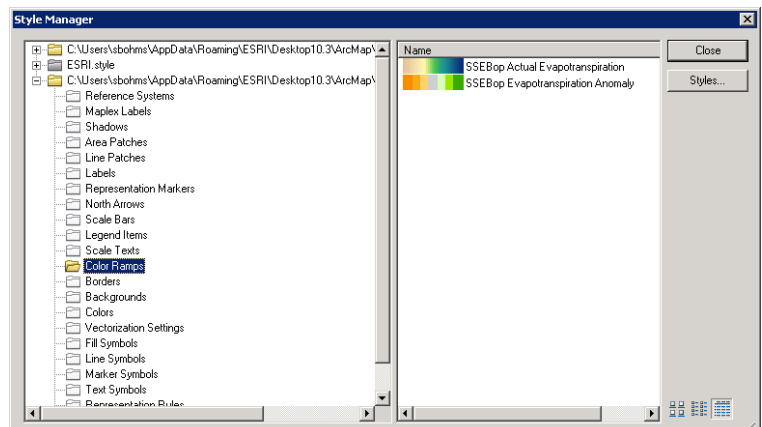 Style Manager
C:\Users\sbohms\AppData\Roaming\ESRI\Desktop10.3\ArcMap\
ESRI.style
C:\Users\sbohms\AppData\Roaming\ESRI\Desktop10.3\ArcMap\
Reference Systems
Maplex Labels
Shadows
Area Patches
Line Patches
Labels
Representation Markers
North Arrows
Scale Bars
Legend Items
Scale Texts
Color Ramps
Borders
Backgrounds
Colors
Vectorization Settings
Fill Symbols
Line Symbols
Marker Symbols
Text Symbols
Representation Rules
Name
SSEBop Actual Evapotranspiration
SSEBop Evapotranspiration Anomaly
Close
Styles...